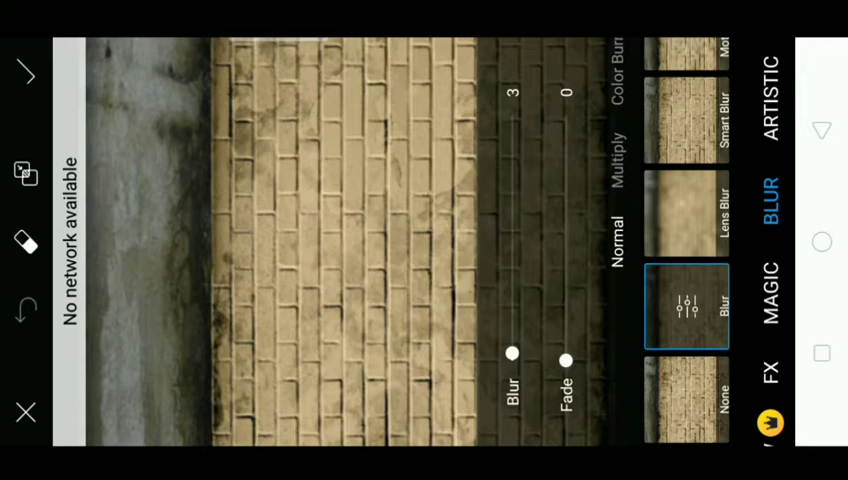 No network available
Blur 3
Fade 0
Normal Multiply Color Burn
None Blur Lens Blur Smart Blur Mot
FX MAGIC BLUR ARTISTIC